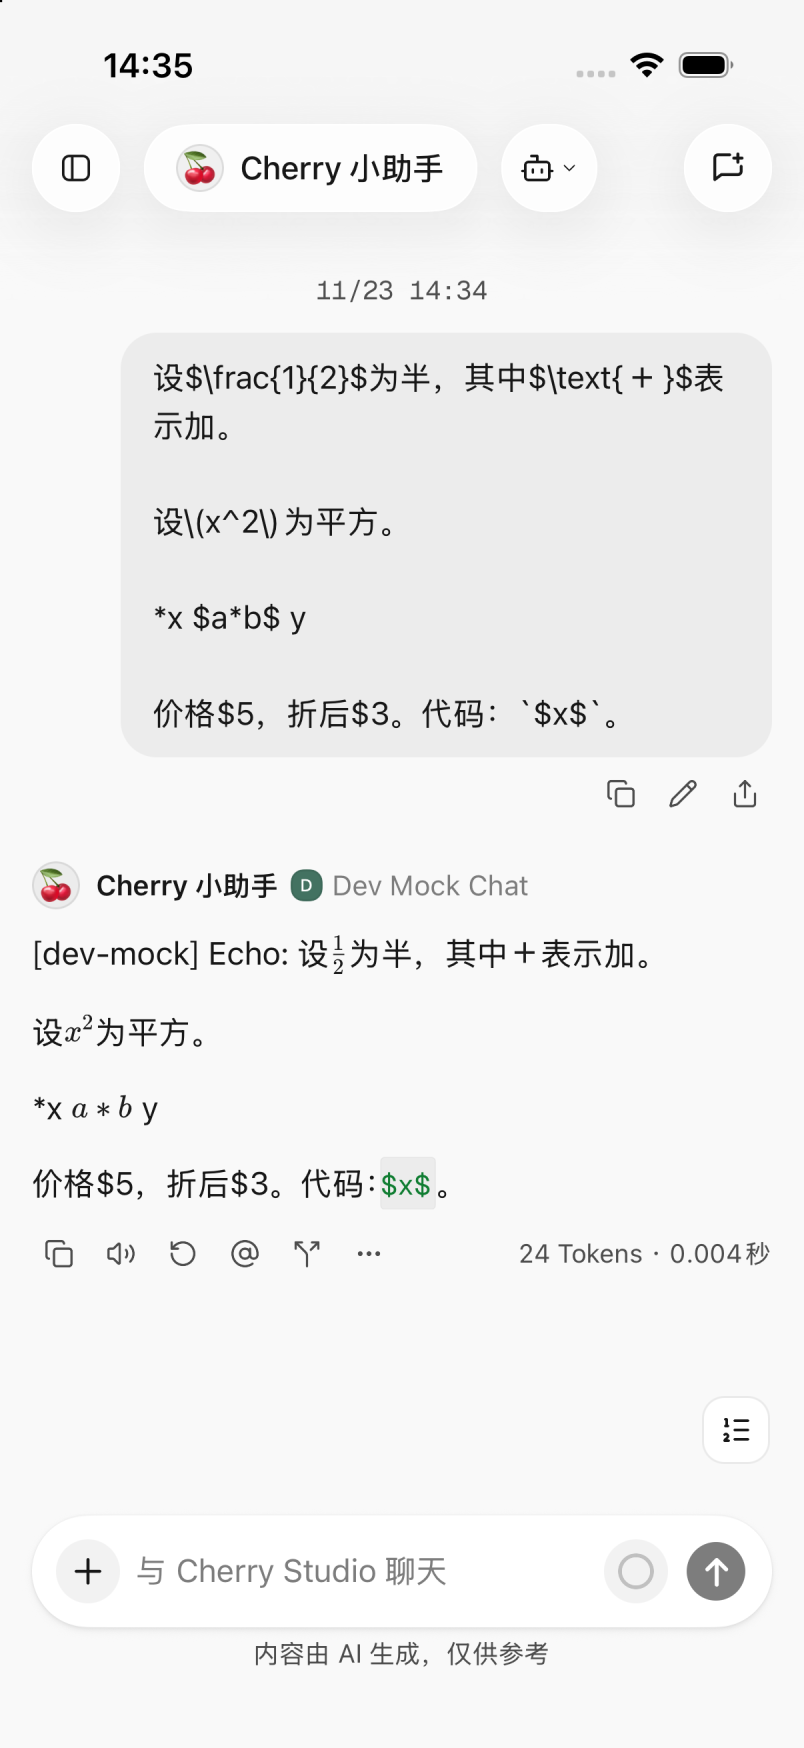 14:35
Cherry 小助手
11/23 14:34
设$\frac{1}{2}$为半，其中$\text{ + }$表
示加。
设\(x^2\)为平方。
*x $a*b$ y
价格$5，折后$3。代码：`$x$`。
Cherry 小助手 D Dev Mock Chat
[dev-mock] Echo: 设½为半，其中+表示加。
设x²为平方。
*x a * b y
价格$5，折后$3。代码：$x$。
24 Tokens · 0.004秒
与 Cherry Studio 聊天
内容由 AI 生成，仅供参考